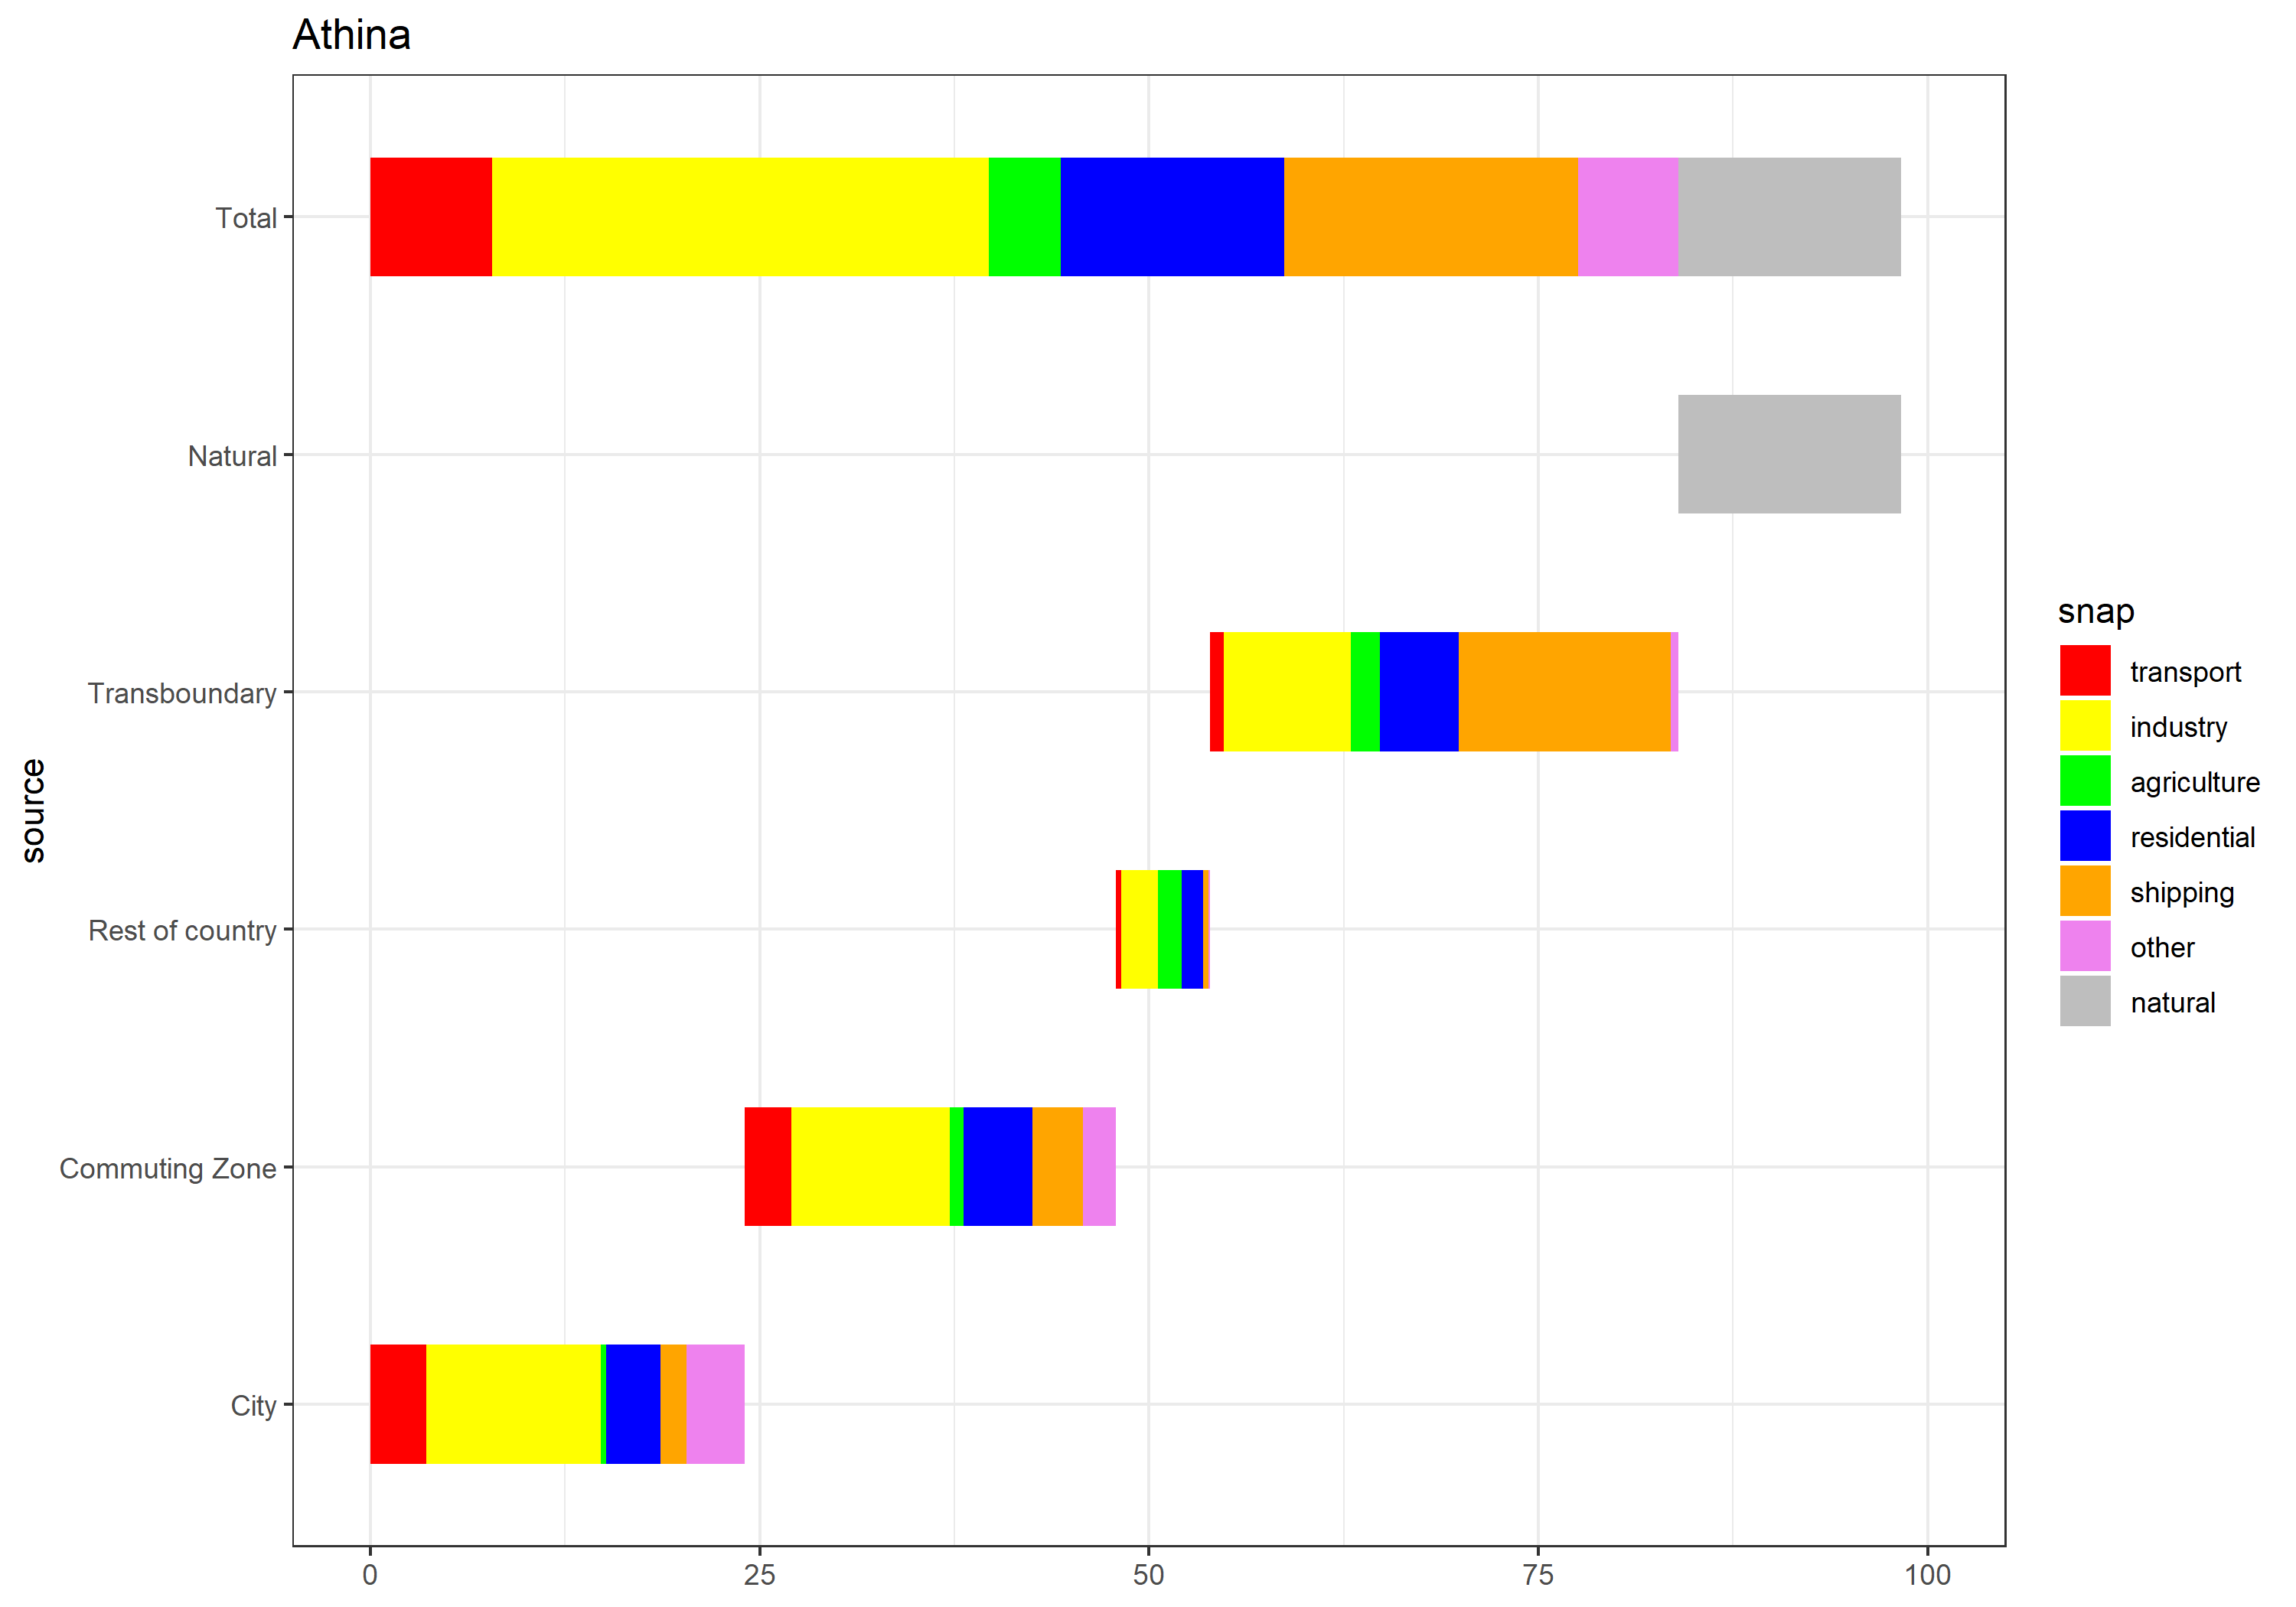 Athina
Total
Natural
Transboundary
Rest of country
Commuting Zone
City
source
0 25 50 75 100
snap
transport
industry
agriculture
residential
shipping
other
natural